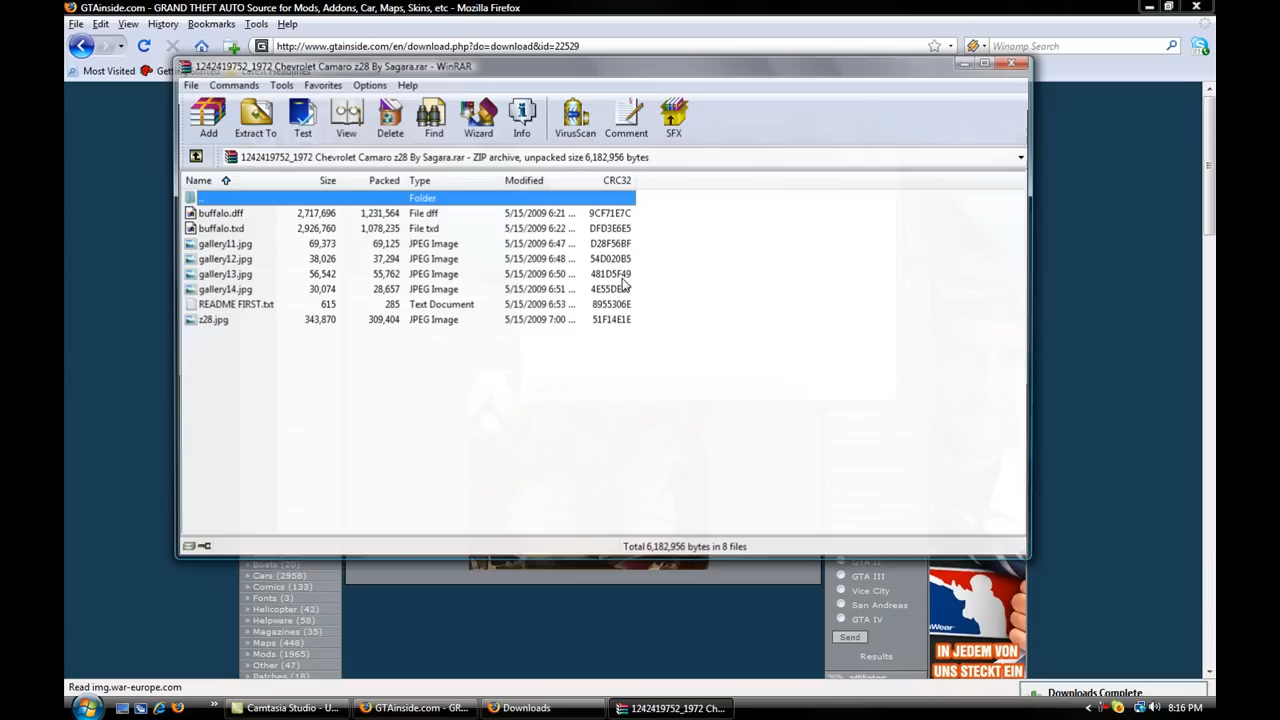 GTAinside.com - GRAND THEFT AUTO Source for Mods, Addons, Car, Maps, Skins, etc - Mozilla Firefox
File Edit View History Bookmarks Tools Help
http://www.gtainside.com/en/download.php?do=download&id=22529
Winamp Search
Most Visited Getting Started Latest Headlines
1242419752_1972 Chevrolet Camaro z28 By Sagara.rar - WinRAR
File Commands Tools Favorites Options Help
Add Extract To Test View Delete Find Wizard Info VirusScan Comment SFX
1242419752_1972 Chevrolet Camaro z28 By Sagara.rar - ZIP archive, unpacked size 6,182,956 bytes
Name Size Packed Type Modified CRC32
.. Folder
buffalo.dff 2,717,696 1,231,564 File dff 5/15/2009 6:21 ... 9CF71E7C
buffalo.txd 2,926,760 1,078,235 File txd 5/15/2009 6:22 ... DFD3E6E5
gallery11.jpg 69,373 69,125 JPEG Image 5/15/2009 6:47 ... D28F56BF
gallery12.jpg 38,026 37,294 JPEG Image 5/15/2009 6:48 ... 54D020B5
gallery13.jpg 56,542 55,762 JPEG Image 5/15/2009 6:50 ... 481D5F49
gallery14.jpg 30,074 28,657 JPEG Image 5/15/2009 6:51 ...
README FIRST.txt 615 285 Text Document 5/15/2009 6:53 ... 8955306E
z28.jpg 343,870 309,404 JPEG Image 5/15/2009 7:00 ... 51F14E1E
Total 6,182,956 bytes in 8 files
» Boats (20)
» Cars (2958)
» Comics (133)
» Fonts (3)
» Helicopter (42)
» Helpware (58)
» Magazines (35)
» Maps (448)
» Mods (1965)
» Other (47)
» Patches (18)
GTA II
GTA III
Vice City
San Andreas
GTA IV
Send
Results
IN JEDEM VON
UNS STECKT EIN
Read img.war-europe.com
Downloads Complete
Camtasia Studio - U... GTAinside.com - GR... Downloads 1242419752_1972 Ch... 8:16 PM